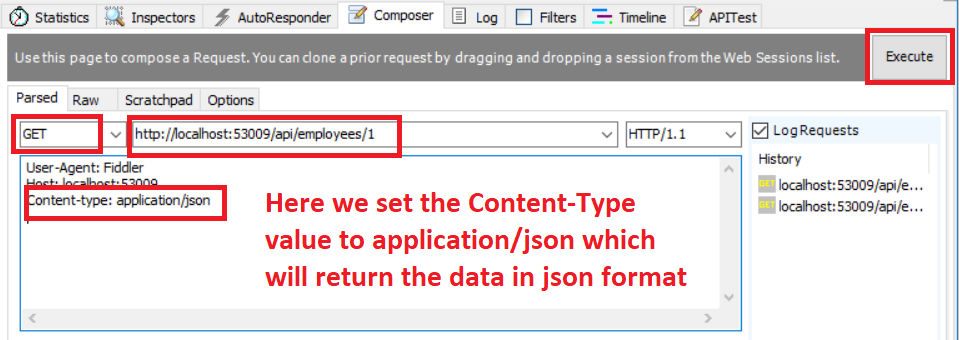 Statistics Inspectors AutoResponder Composer Log Filters Timeline APITest
Use this page to compose a Request. You can clone a prior request by dragging and dropping a session from the Web Sessions list. Execute
Parsed Raw Scratchpad Options
GET http://localhost:53009/api/employees/1 HTTP/1.1
Log Requests
User-Agent: Fiddler
Host: localhost:53009
Content-type: application/json
Here we set the Content-Type
value to application/json which
will return the data in json format
History
GET localhost:53009/api/e...
GET localhost:53009/api/e...